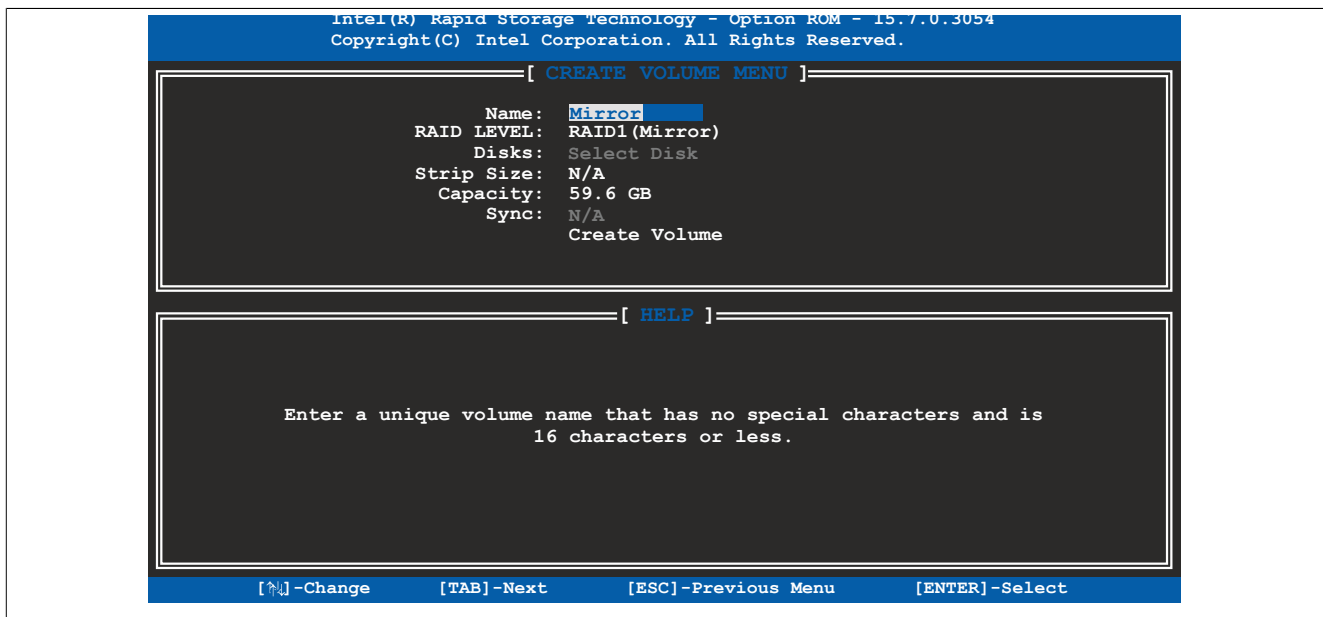 Intel(R) Rapid Storage Technology - Option ROM - 15.7.0.3054
Copyright(C) Intel Corporation. All Rights Reserved.
[ CREATE VOLUME MENU ]
Name: Mirror
RAID LEVEL: RAID1(Mirror)
Disks: Select Disk
Strip Size: N/A
Capacity: 59.6 GB
Sync: N/A
Create Volume
[ HELP ]
Enter a unique volume name that has no special characters and is
16 characters or less.
[↑↓]-Change [TAB]-Next [ESC]-Previous Menu [ENTER]-Select